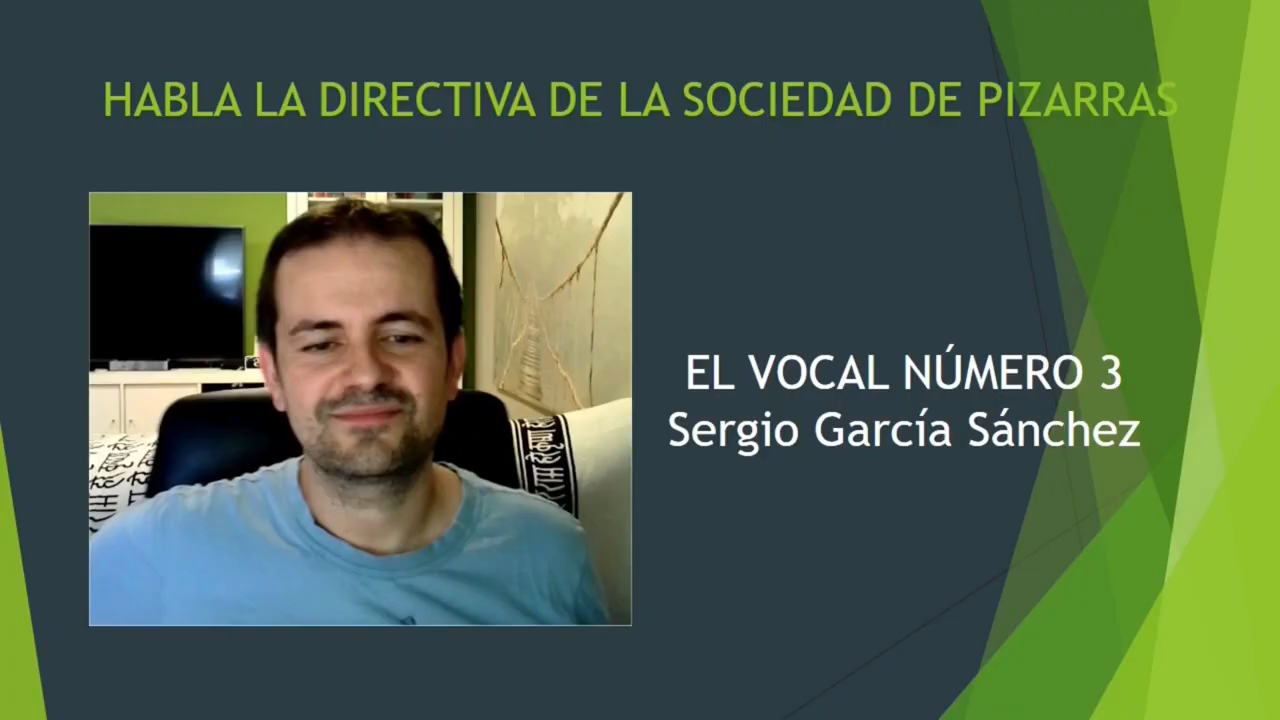 HABLA LA DIRECTIVA DE LA SOCIEDAD DE PIZARRAS
EL VOCAL NÚMERO 3
Sergio García Sánchez